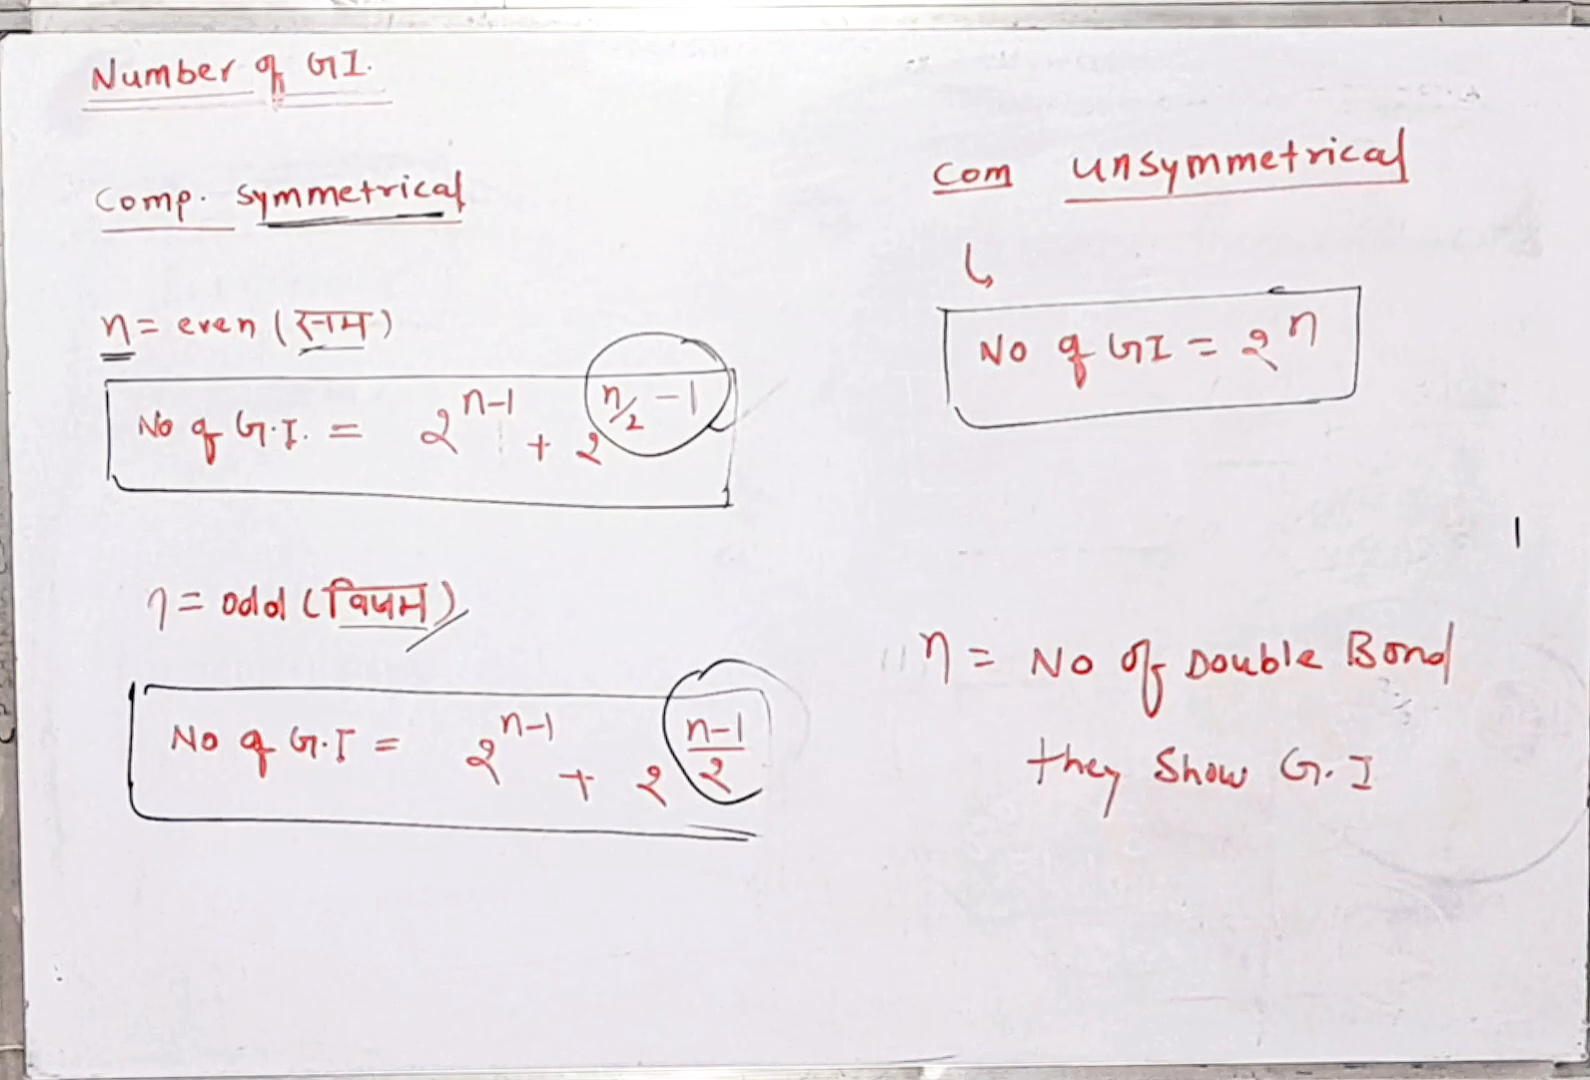 Number of GI.
Comp. symmetrical
n = even (सम)
No of G.I. = 2^{n-1} + 2^{n/2 - 1}
n = odd (विषम)
No of G.I = 2^{n-1} + 2^{\frac{n-1}{2}}
Com unsymmetrical
↳
No of GI = 2^n
n = No of Double Bond
they Show G.I